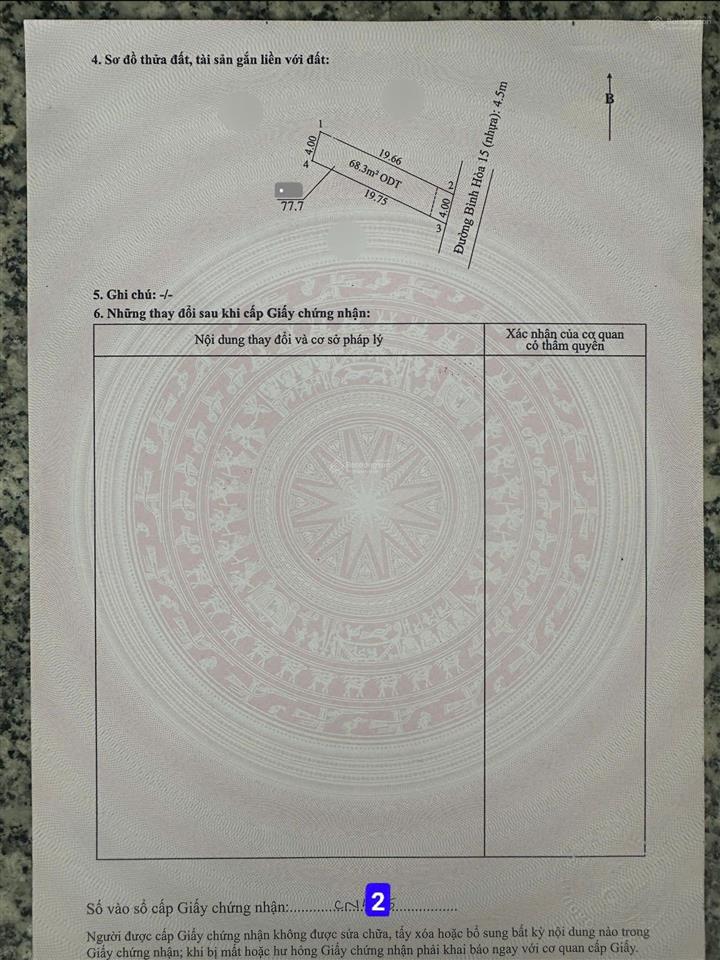 4. Sơ đồ thửa đất, tài sản gắn liền với đất:
B
Đường Bình Hòa 15 (nhựa): 4.5m
1
4.00
19.66
4
68.3m² ODT
2
19.75
4.00
77.7
3
5. Ghi chú: -/-
6. Những thay đổi sau khi cấp Giấy chứng nhận:
Nội dung thay đổi và cơ sở pháp lý
Xác nhận của cơ quan
có thẩm quyền
Batdongsan
Số vào sổ cấp Giấy chứng nhận:
2
Người được cấp Giấy chứng nhận không được sửa chữa, tẩy xóa hoặc bổ sung bất kỳ nội dung nào trong
Giấy chứng nhận; khi bị mất hoặc hư hỏng Giấy chứng nhận phải khai báo ngay với cơ quan cấp Giấy.